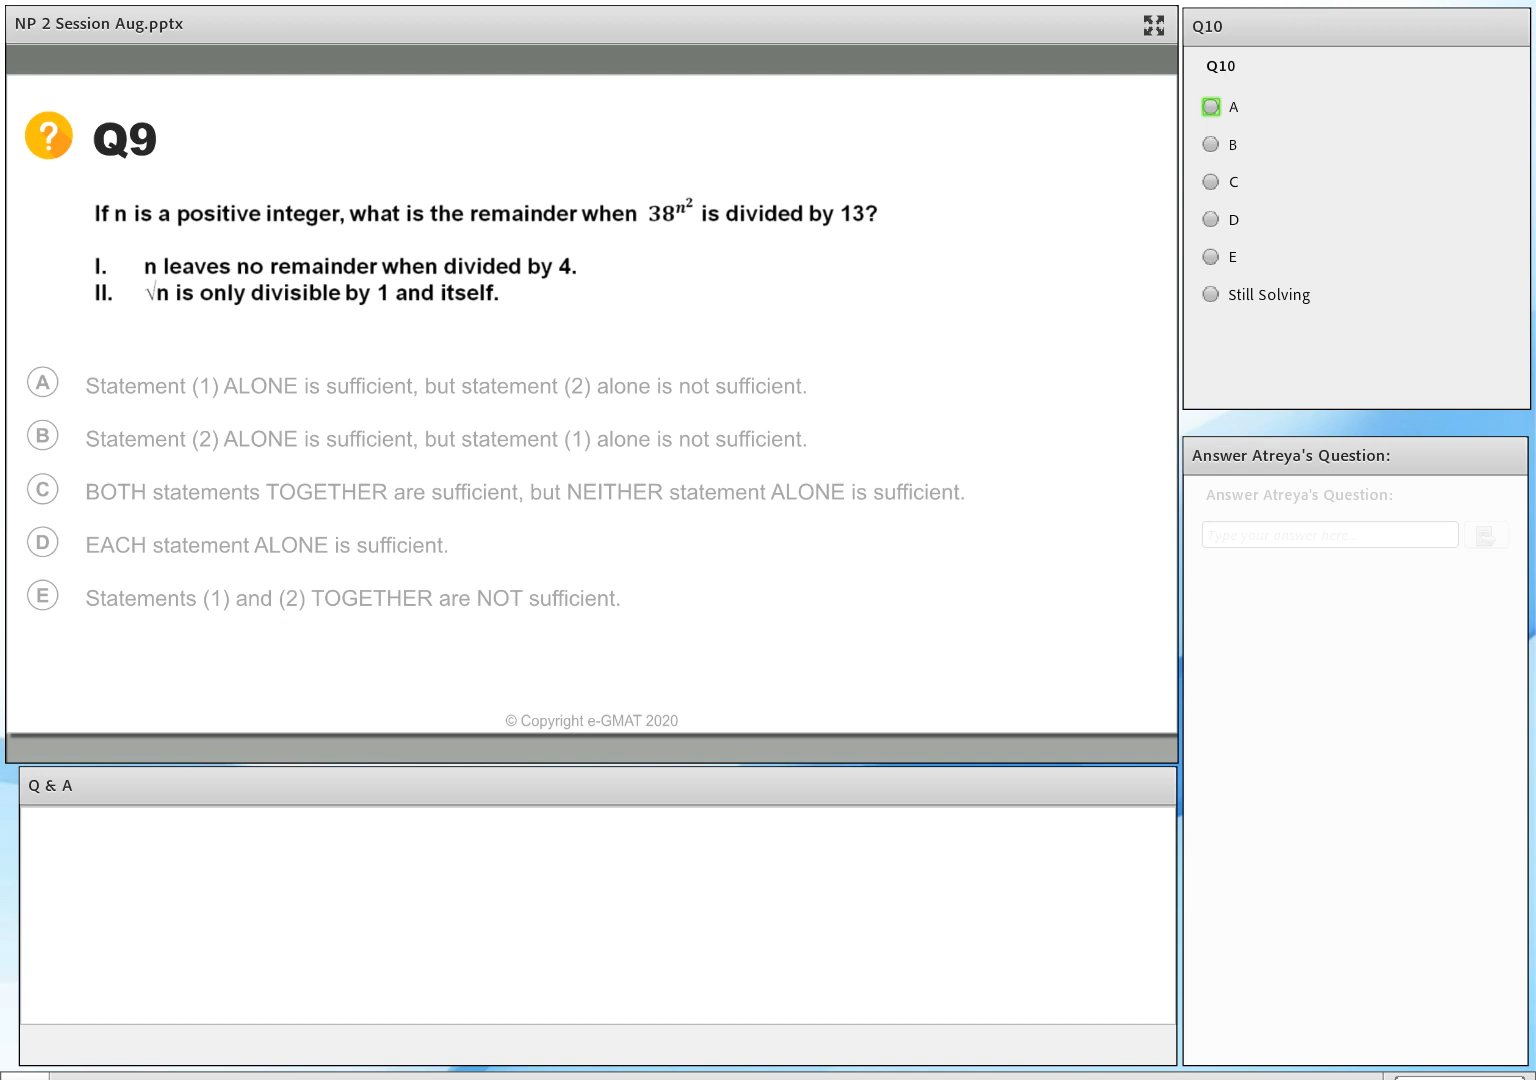 NP 2 Session Aug.pptx
?
Q9
If n is a positive integer, what is the remainder when 38^{n^2} is divided by 13?
I. n leaves no remainder when divided by 4.
II. √n is only divisible by 1 and itself.
A Statement (1) ALONE is sufficient, but statement (2) alone is not sufficient.
B Statement (2) ALONE is sufficient, but statement (1) alone is not sufficient.
C BOTH statements TOGETHER are sufficient, but NEITHER statement ALONE is sufficient.
D EACH statement ALONE is sufficient.
E Statements (1) and (2) TOGETHER are NOT sufficient.
© Copyright e-GMAT 2020
Q & A
Q10
Q10
A
B
C
D
E
Still Solving
Answer Atreya's Question:
Answer Atreya's Question:
Type your answer here...